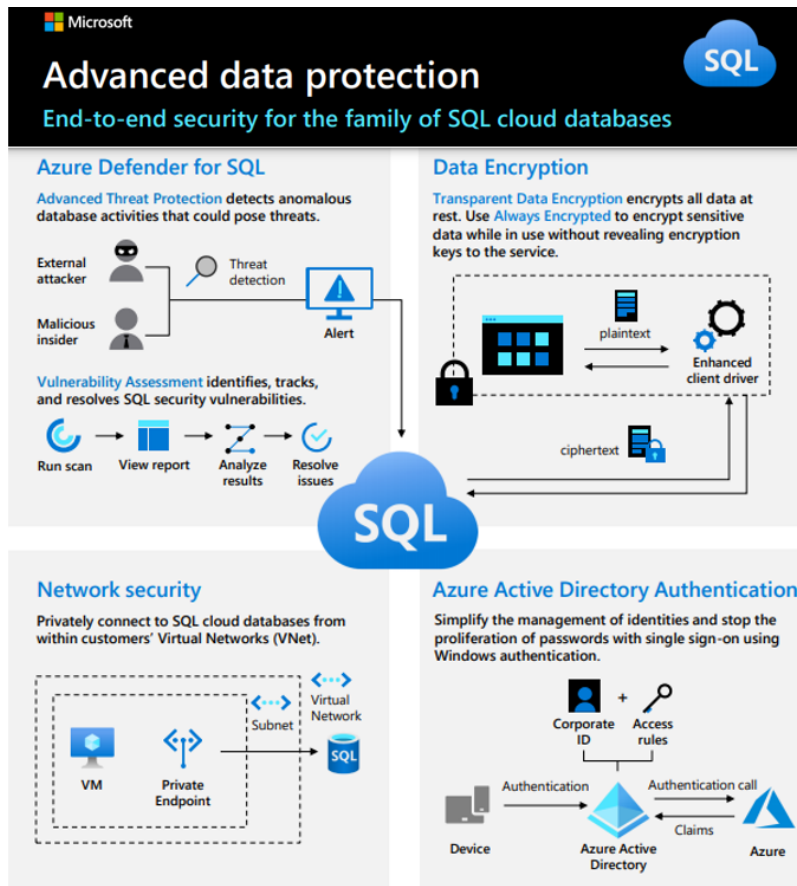 Microsoft
Advanced data protection
SQL
End-to-end security for the family of SQL cloud databases
Azure Defender for SQL
Advanced Threat Protection detects anomalous
database activities that could pose threats.
External
attacker
Threat
detection
Malicious
insider
Alert
Vulnerability Assessment identifies, tracks,
and resolves SQL security vulnerabilities.
Run scan
View report
Analyze
results
Resolve
issues
Data Encryption
Transparent Data Encryption encrypts all data at
rest. Use Always Encrypted to encrypt sensitive
data while in use without revealing encryption
keys to the service.
plaintext
Enhanced
client driver
ciphertext
SQL
Network security
Privately connect to SQL cloud databases from
within customers' Virtual Networks (VNet).
Virtual
Network
Subnet
SQL
VM
Private
Endpoint
Azure Active Directory Authentication
Simplify the management of identities and stop the
proliferation of passwords with single sign-on using
Windows authentication.
+
Corporate
ID
Access
rules
Authentication
Authentication call
Claims
Device
Azure Active
Directory
Azure